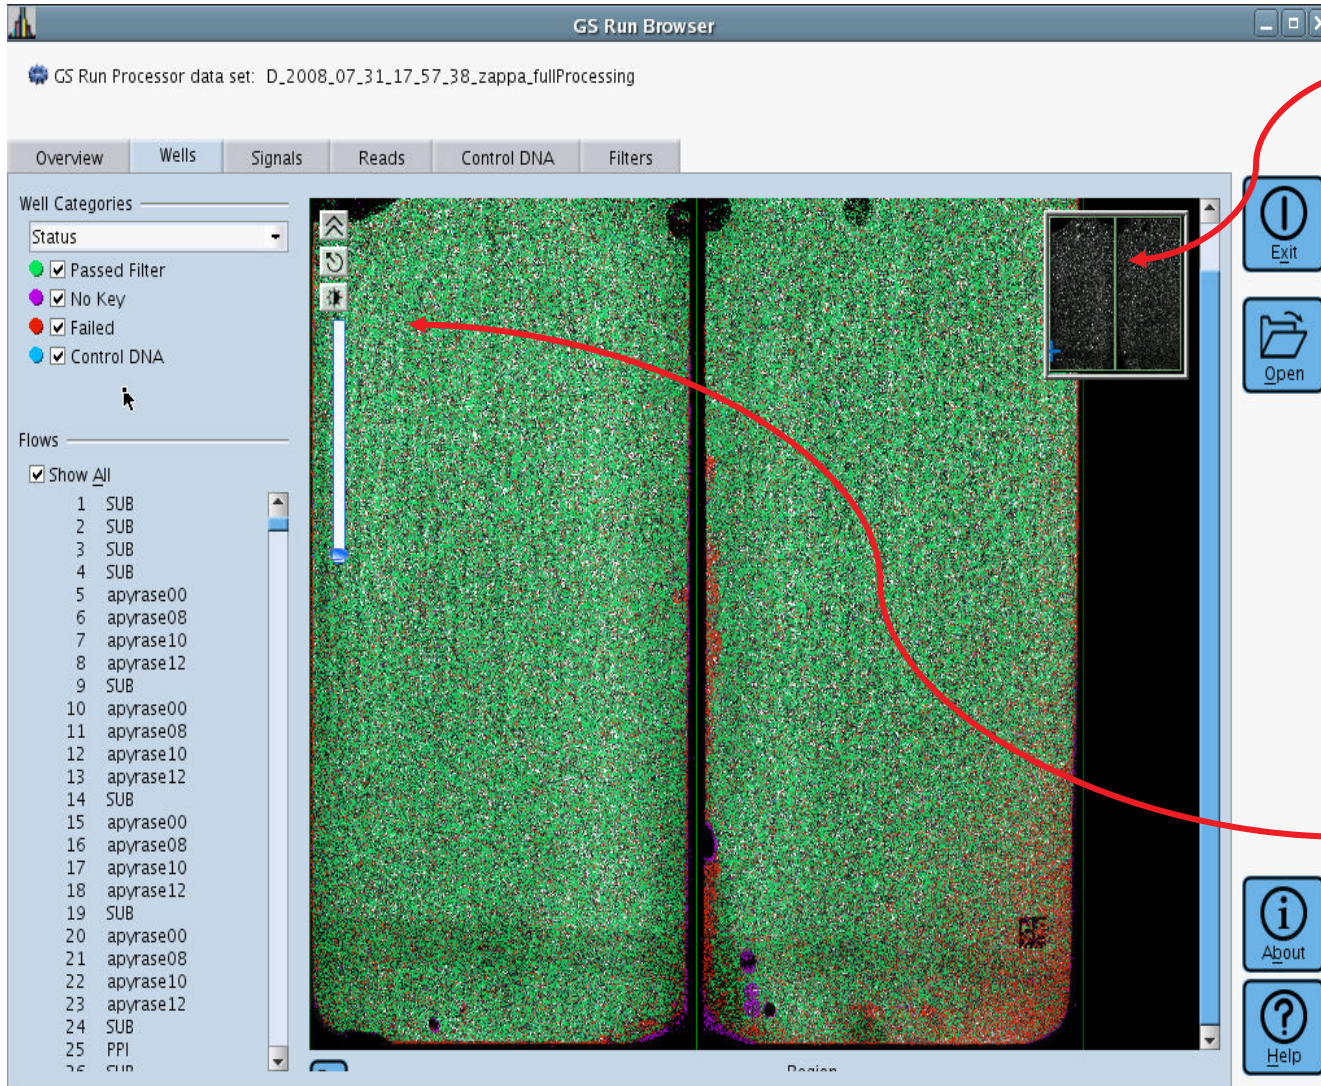 GS Run Browser
GS Run Processor data set: D_2008_07_31_17_57_38_zappa_fullProcessing
Overview Wells Signals Reads Control DNA Filters
Well Categories
Status
Passed Filter
No Key
Failed
Control DNA
Flows
Show All
1 SUB
2 SUB
3 SUB
4 SUB
5 apyrase00
6 apyrase08
7 apyrase10
8 apyrase12
9 SUB
10 apyrase00
11 apyrase08
12 apyrase10
13 apyrase12
14 SUB
15 apyrase00
16 apyrase08
17 apyrase10
18 apyrase12
19 SUB
20 apyrase00
21 apyrase08
22 apyrase10
23 apyrase12
24 SUB
25 PPI
26 SUB
Region
Exit
Open
About
Help